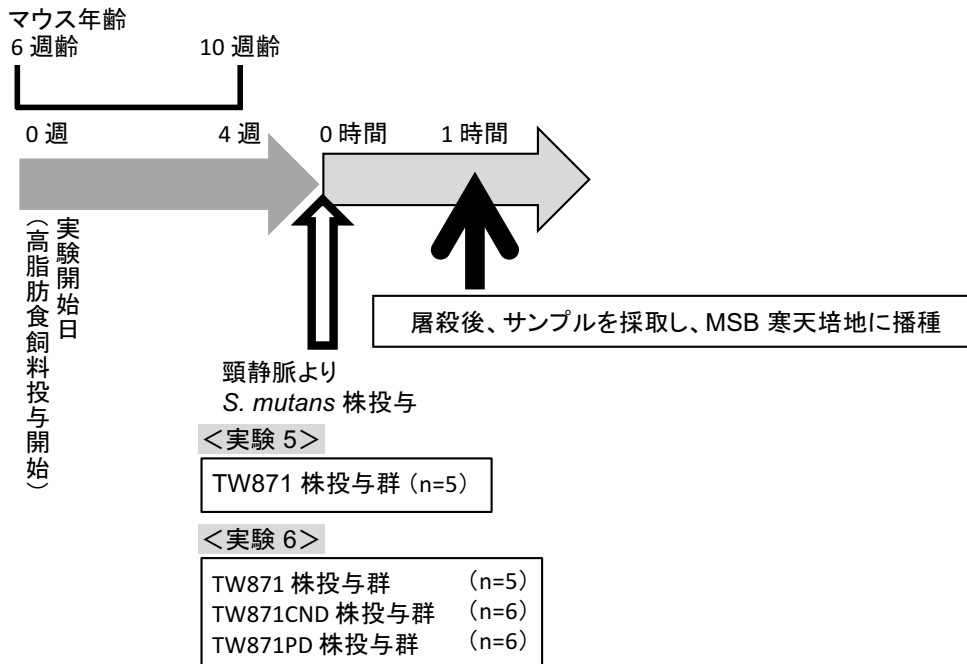 マウス年齢
6 週齢
10 週齢
0 週
4 週
0 時間
1 時間
実験開始日
（高脂肪食飼料投与開始）
屠殺後、サンプルを採取し、MSB 寒天培地に播種
頸静脈より
S. mutans 株投与
＜実験 5＞
TW871 株投与群（n=5）
＜実験 6＞
TW871 株投与群 （n=5）
TW871CND 株投与群 （n=6）
TW871PD 株投与群 （n=6）